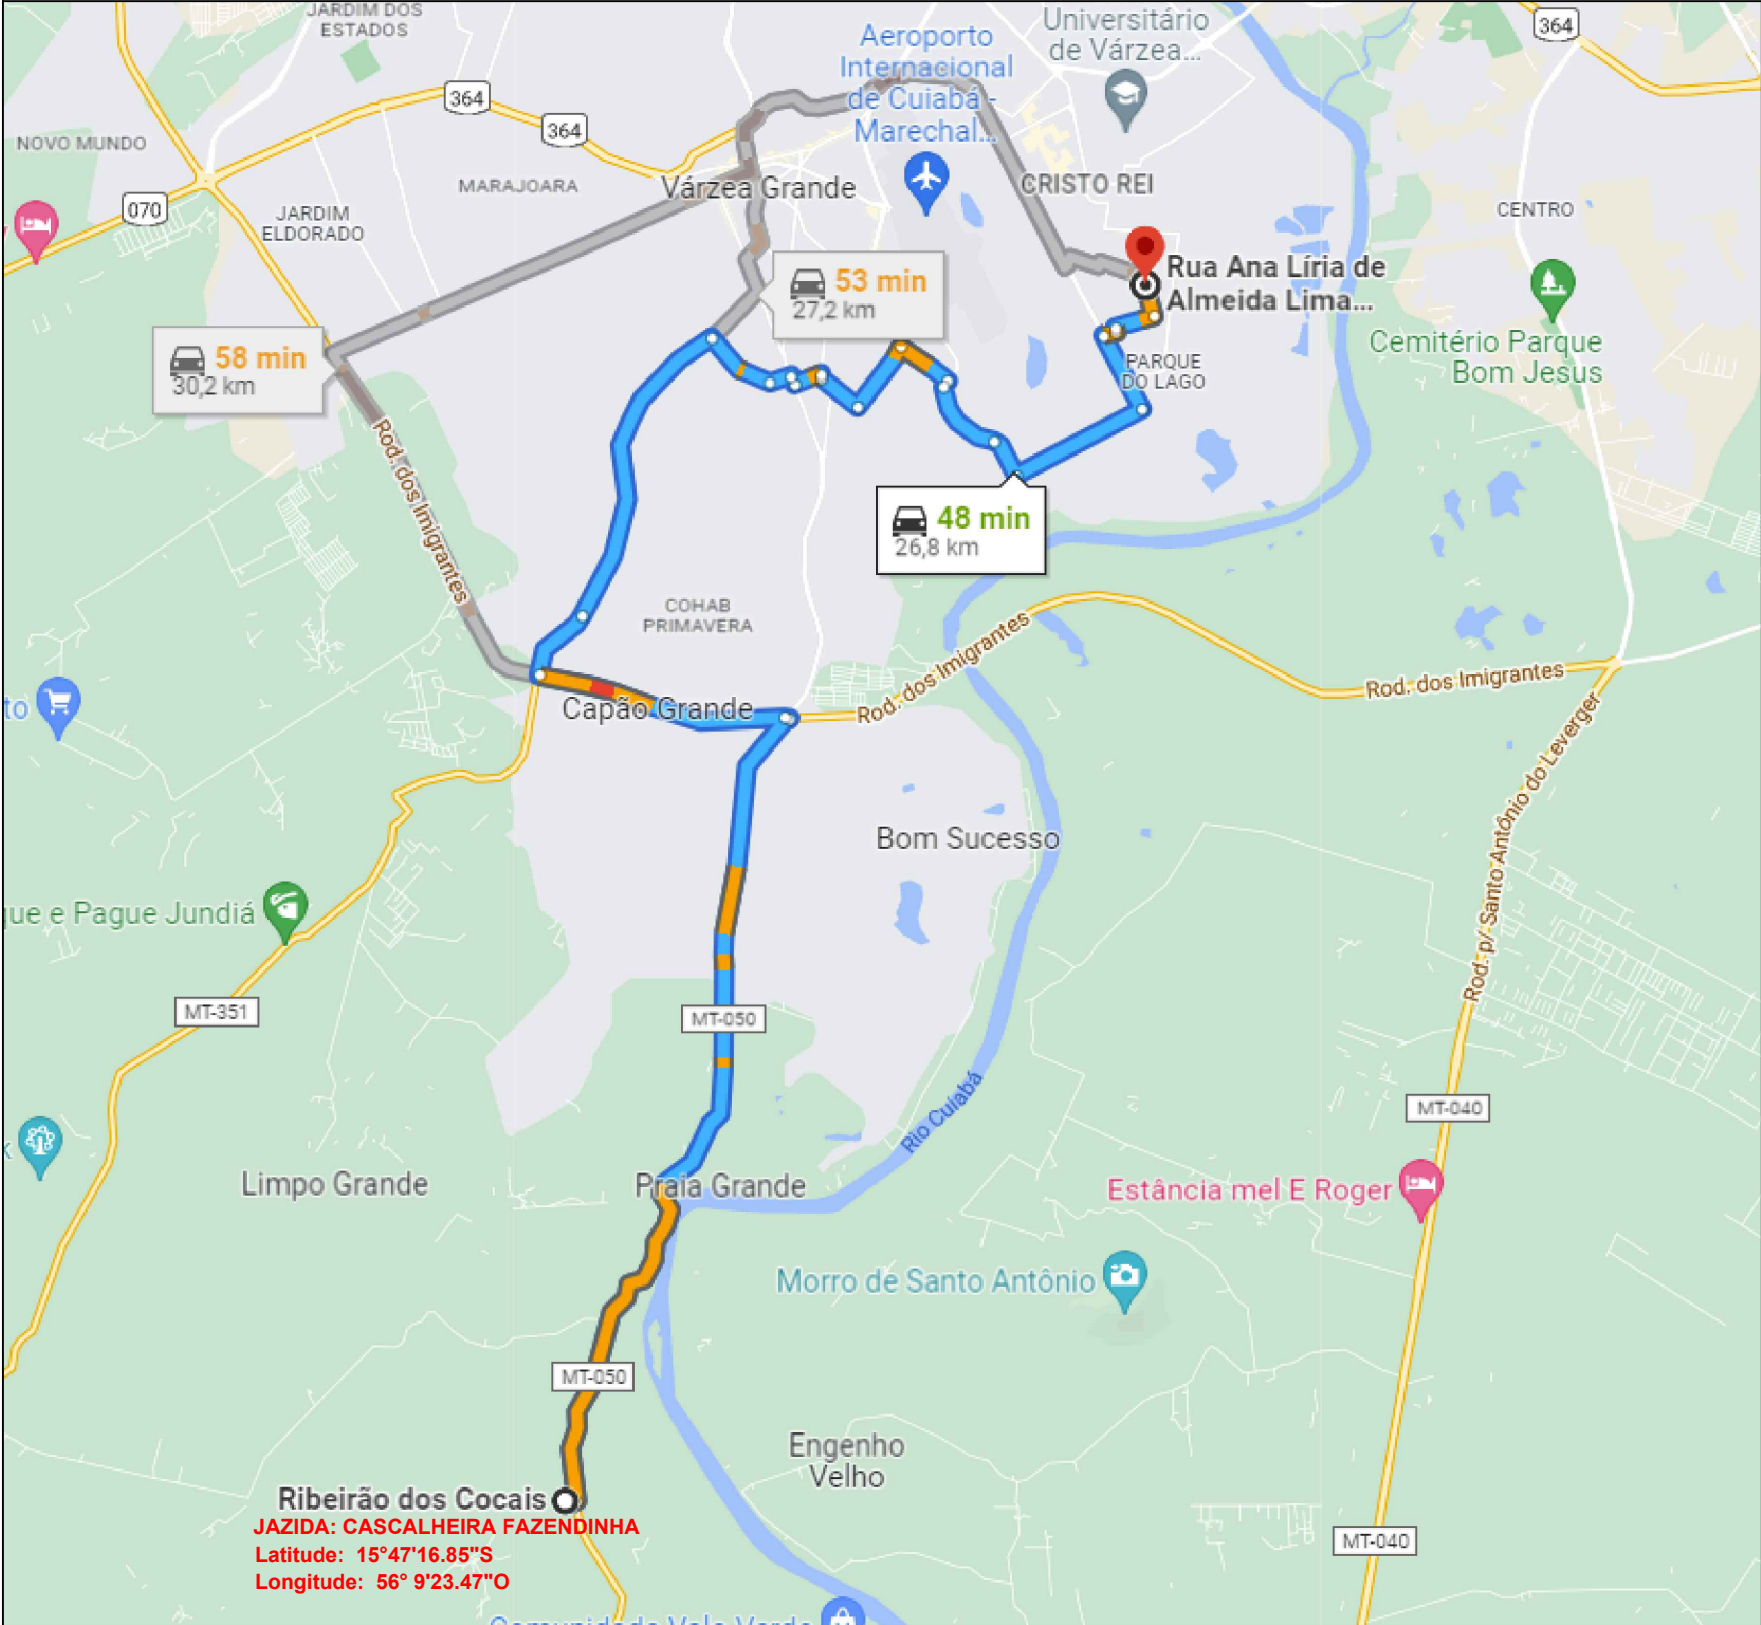 JARDIM DOS
ESTADOS
Universitário
de Várzea...
364
Aeroporto
Internacional
de Cuiabá -
Marechal...
364
364
NOVO MUNDO
MARAJOARA
Várzea Grande
CRISTO REI
070
JARDIM
ELDORADO
CENTRO
53 min
27,2 km
Rua Ana Líria de
Almeida Lima...
58 min
30,2 km
PARQUE
DO LAGO
Cemitério Parque
Bom Jesus
Rod. dos Imigrantes
48 min
26,8 km
COHAB
PRIMAVERA
Rod. dos Imigrantes
Rod. dos Imigrantes
to
Capão Grande
Rod. p/ Santo Antônio do Leverger
Bom Sucesso
que e Pague Jundiá
MT-351
MT-050
Rio Cuiabá
MT-040
Limpo Grande
Praia Grande
Estância mel E Roger
Morro de Santo Antônio
MT-050
Engenho
Velho
Ribeirão dos Cocais
JAZIDA: CASCALHEIRA FAZENDINHA
Latitude: 15°47'16.85"S
Longitude: 56° 9'23.47"O
MT-040